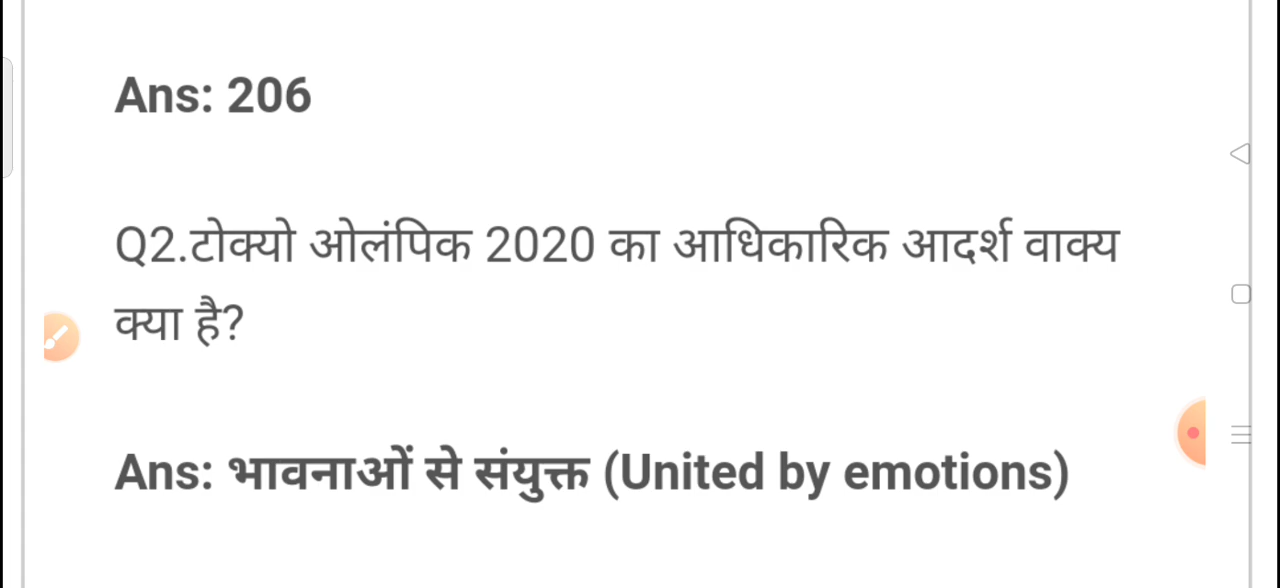 Ans: 206
Q2.टोक्यो ओलंपिक 2020 का आधिकारिक आदर्श वाक्य
क्या है?
Ans: भावनाओं से संयुक्त (United by emotions)